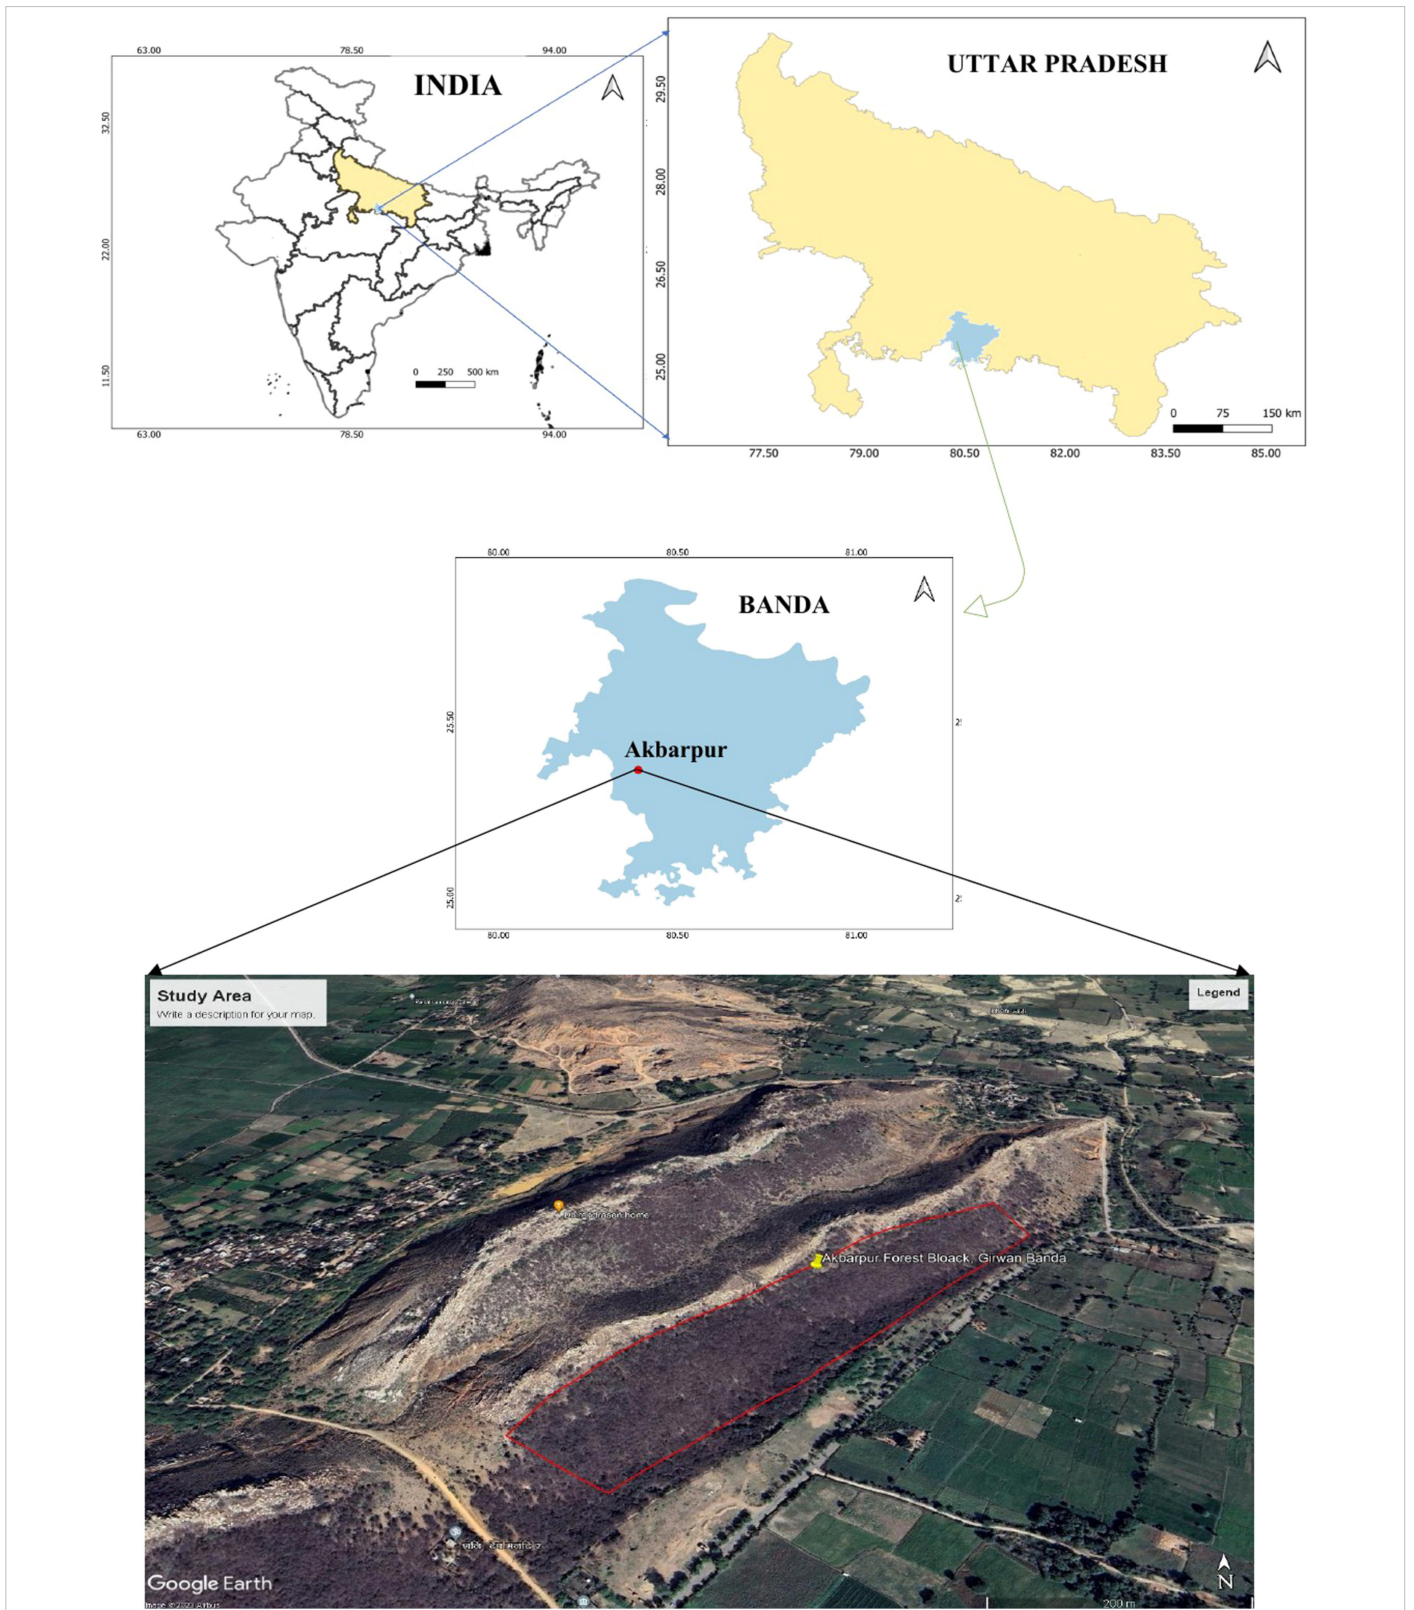 63.00 78.50 94.00
INDIA
32.50
22.00
11.50
0 250 500 km
63.00 78.50 94.00
UTTAR PRADESH
29.50
28.00
26.50
25.00
0 75 150 km
77.50 79.00 80.50 82.00 83.50 85.00
80.00 80.50 81.00
BANDA
25.50
Akbarpur
25.00
80.00 80.50 81.00
Study Area
Write a description for your map.
Legend
home
Akbarpur Forest Bloack, Girwan Banda
Google Earth
Image © 2023 Airbus
N
200 m